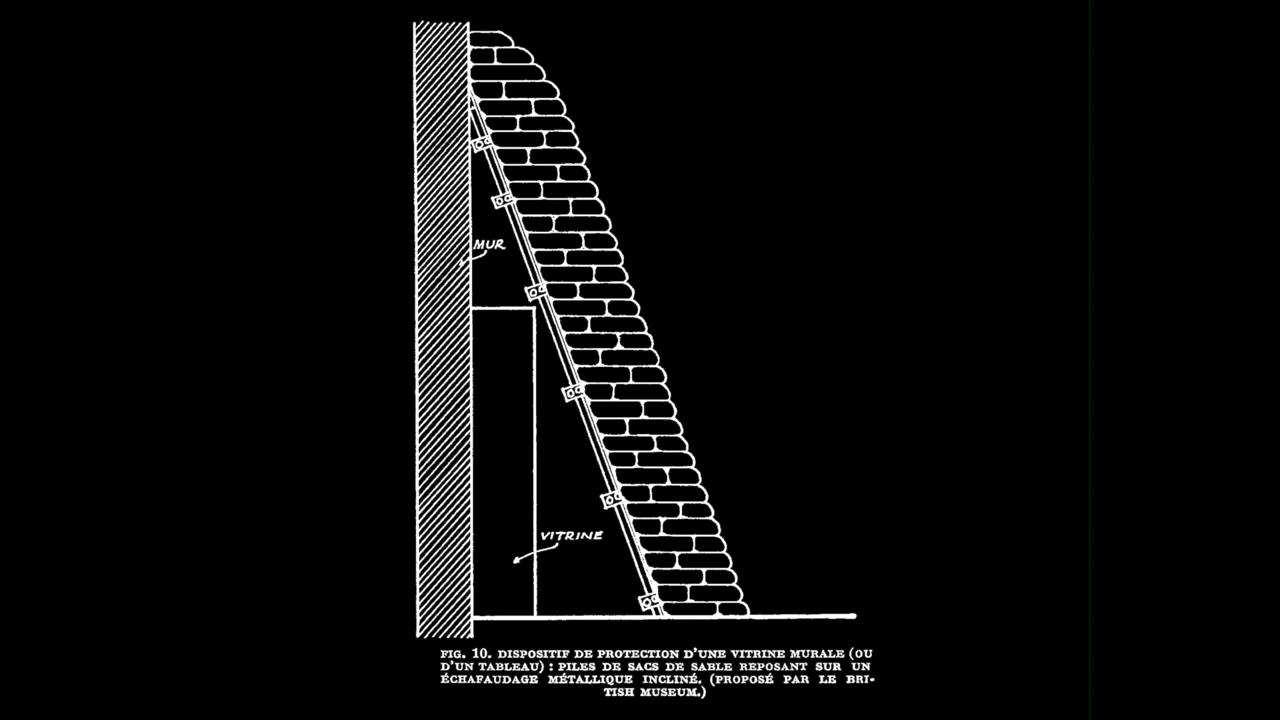 MUR
VITRINE
FIG. 10. DISPOSITIF DE PROTECTION D'UNE VITRINE MURALE (OU
D'UN TABLEAU) : PILES DE SACS DE SABLE REPOSANT SUR UN
ÉCHAFAUDAGE MÉTALLIQUE INCLINÉ. (PROPOSÉ PAR LE BRI-
TISH MUSEUM.)